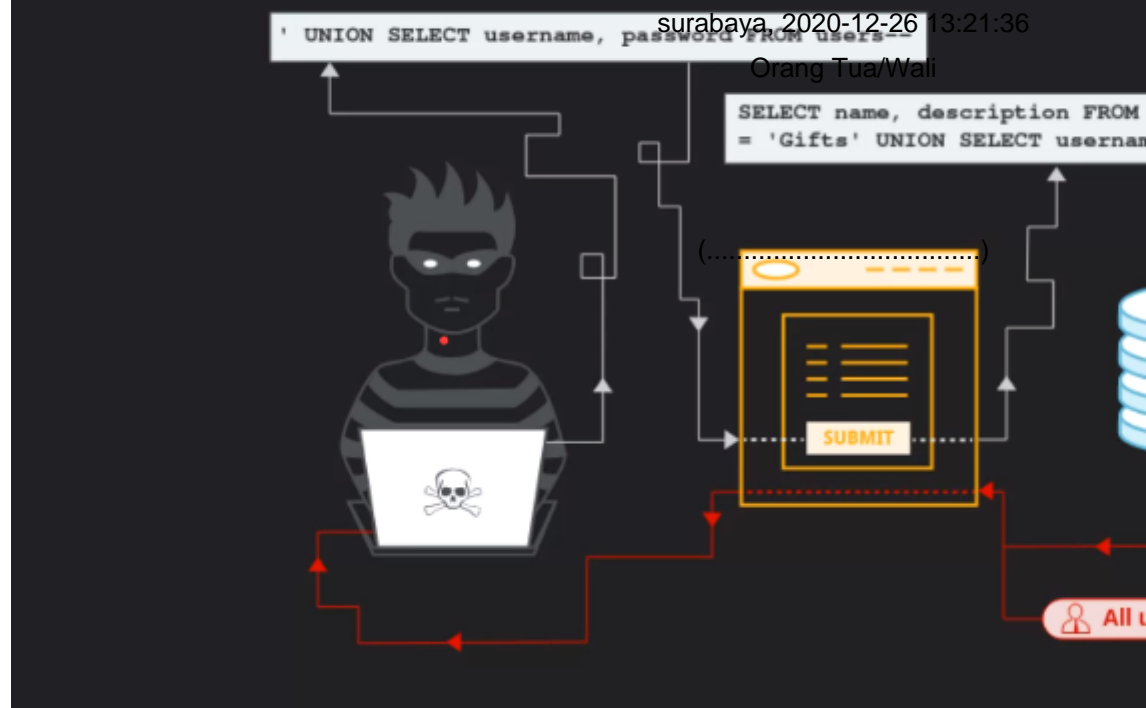 surabaya, 2020-12-26 13:21:36
' UNION SELECT username, password FROM users--
Orang Tua/Wali
SELECT name, description FROM
= 'Gifts' UNION SELECT usernam
(......................................)
SUBMIT
All u